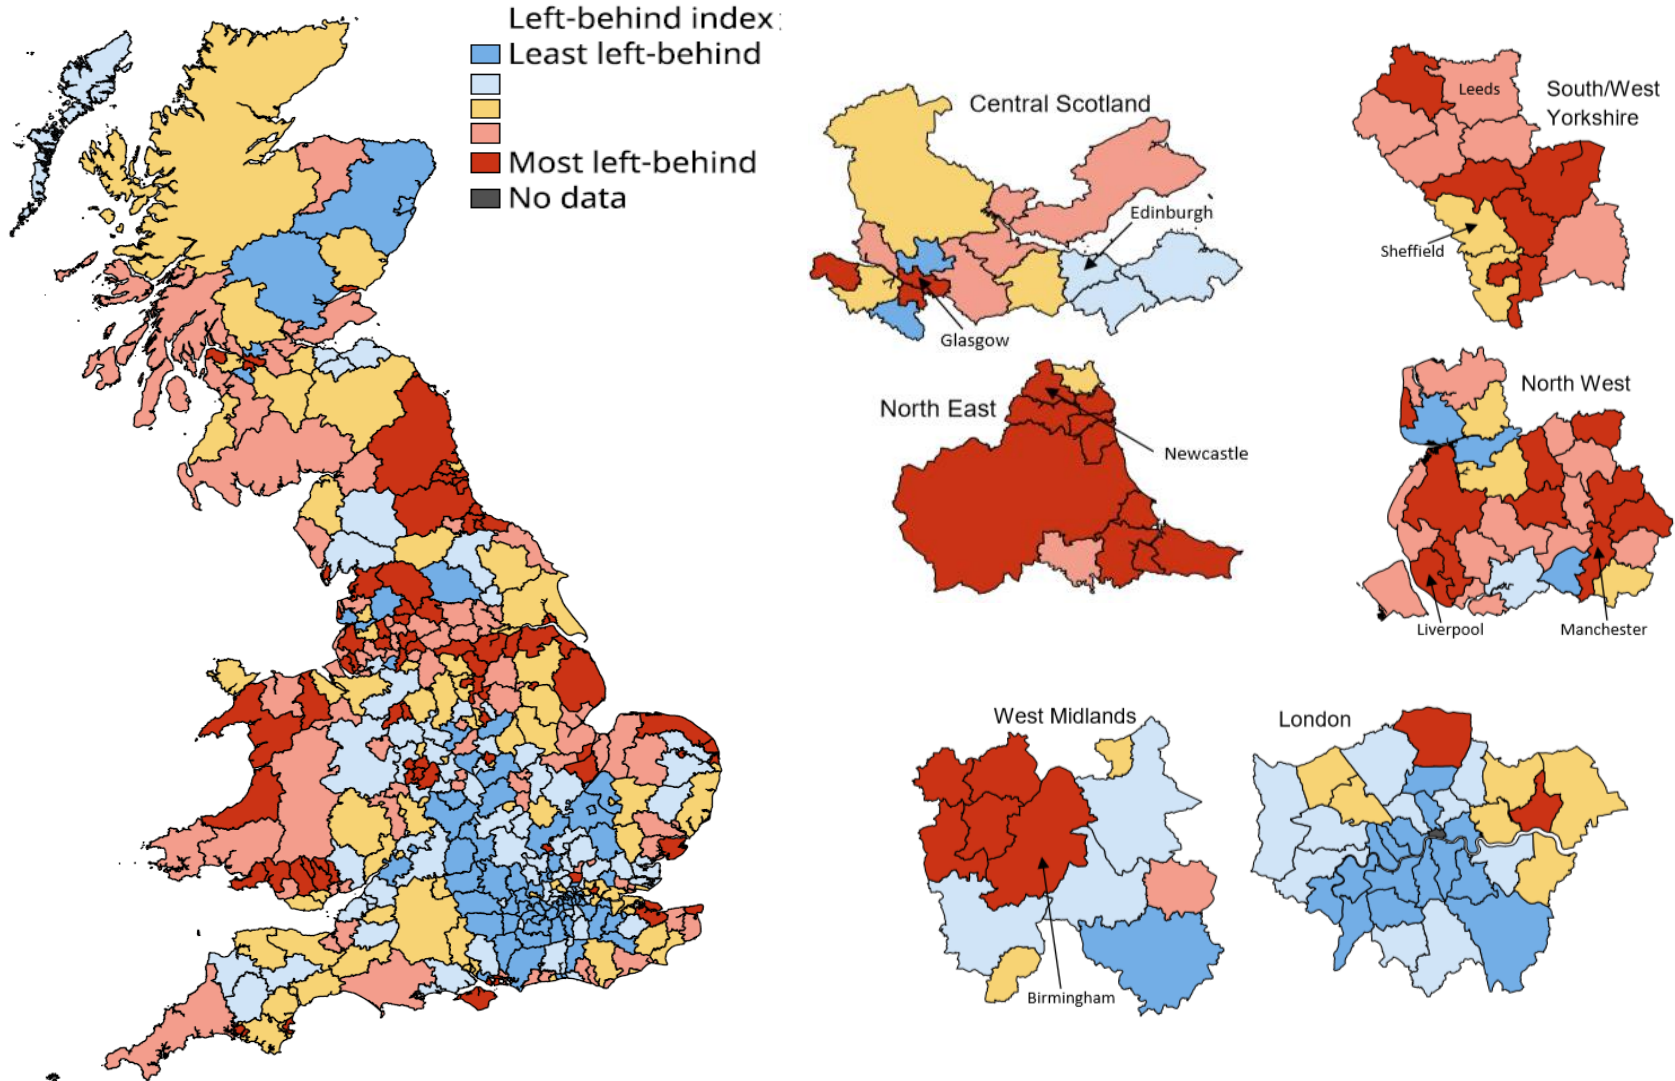 Left-behind index :
Least left-behind
Most left-behind
No data
Central Scotland
Edinburgh
Glasgow
South/West
Yorkshire
Leeds
Sheffield
North East
Newcastle
North West
Liverpool
Manchester
West Midlands
Birmingham
London